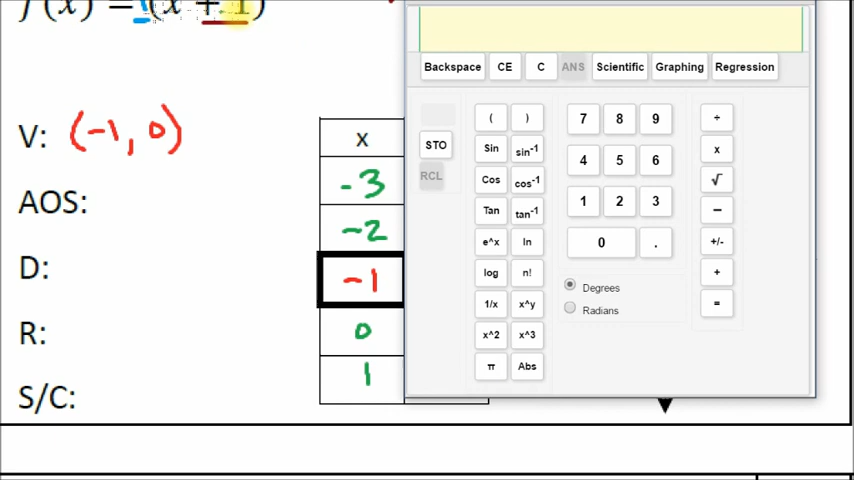 f(x) = (x + 1)
V: (-1, 0)
AOS:
D:
R:
S/C:
x
-3
-2
-1
0
1
Backspace CE C ANS Scientific Graphing Regression
( ) 7 8 9 ÷
STO Sin sin^-1 4 5 6 x
RCL Cos cos^-1 1 2 3 √
Tan tan^-1 0 . −
e^x ln +/-
log n! Degrees +
1/x x^y Radians =
x^2 x^3
π Abs